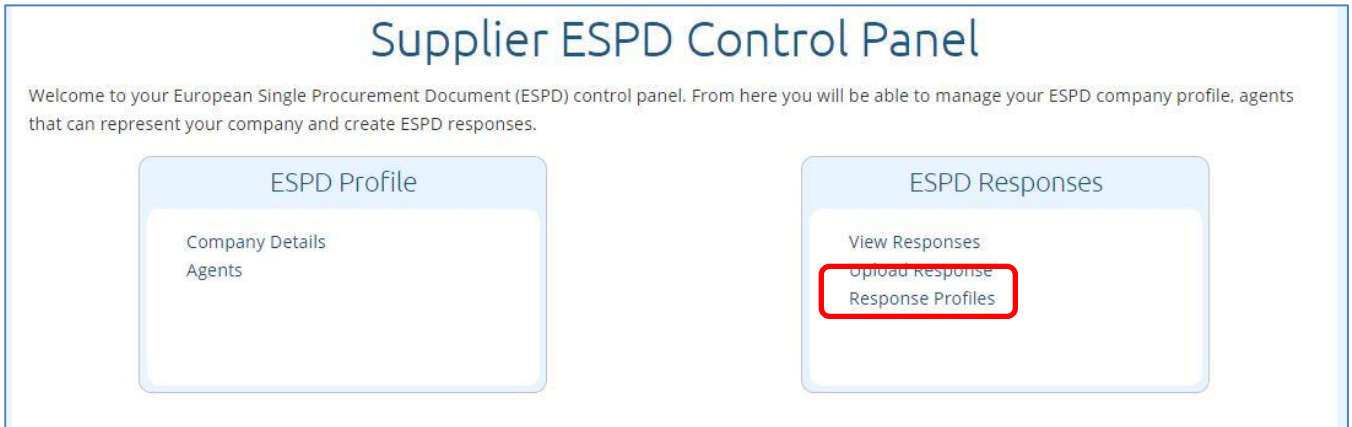 Supplier ESPD Control Panel
Welcome to your European Single Procurement Document (ESPD) control panel. From here you will be able to manage your ESPD company profile, agents
that can represent your company and create ESPD responses.
ESPD Profile
Company Details
Agents
ESPD Responses
View Responses
Upload Response
Response Profiles